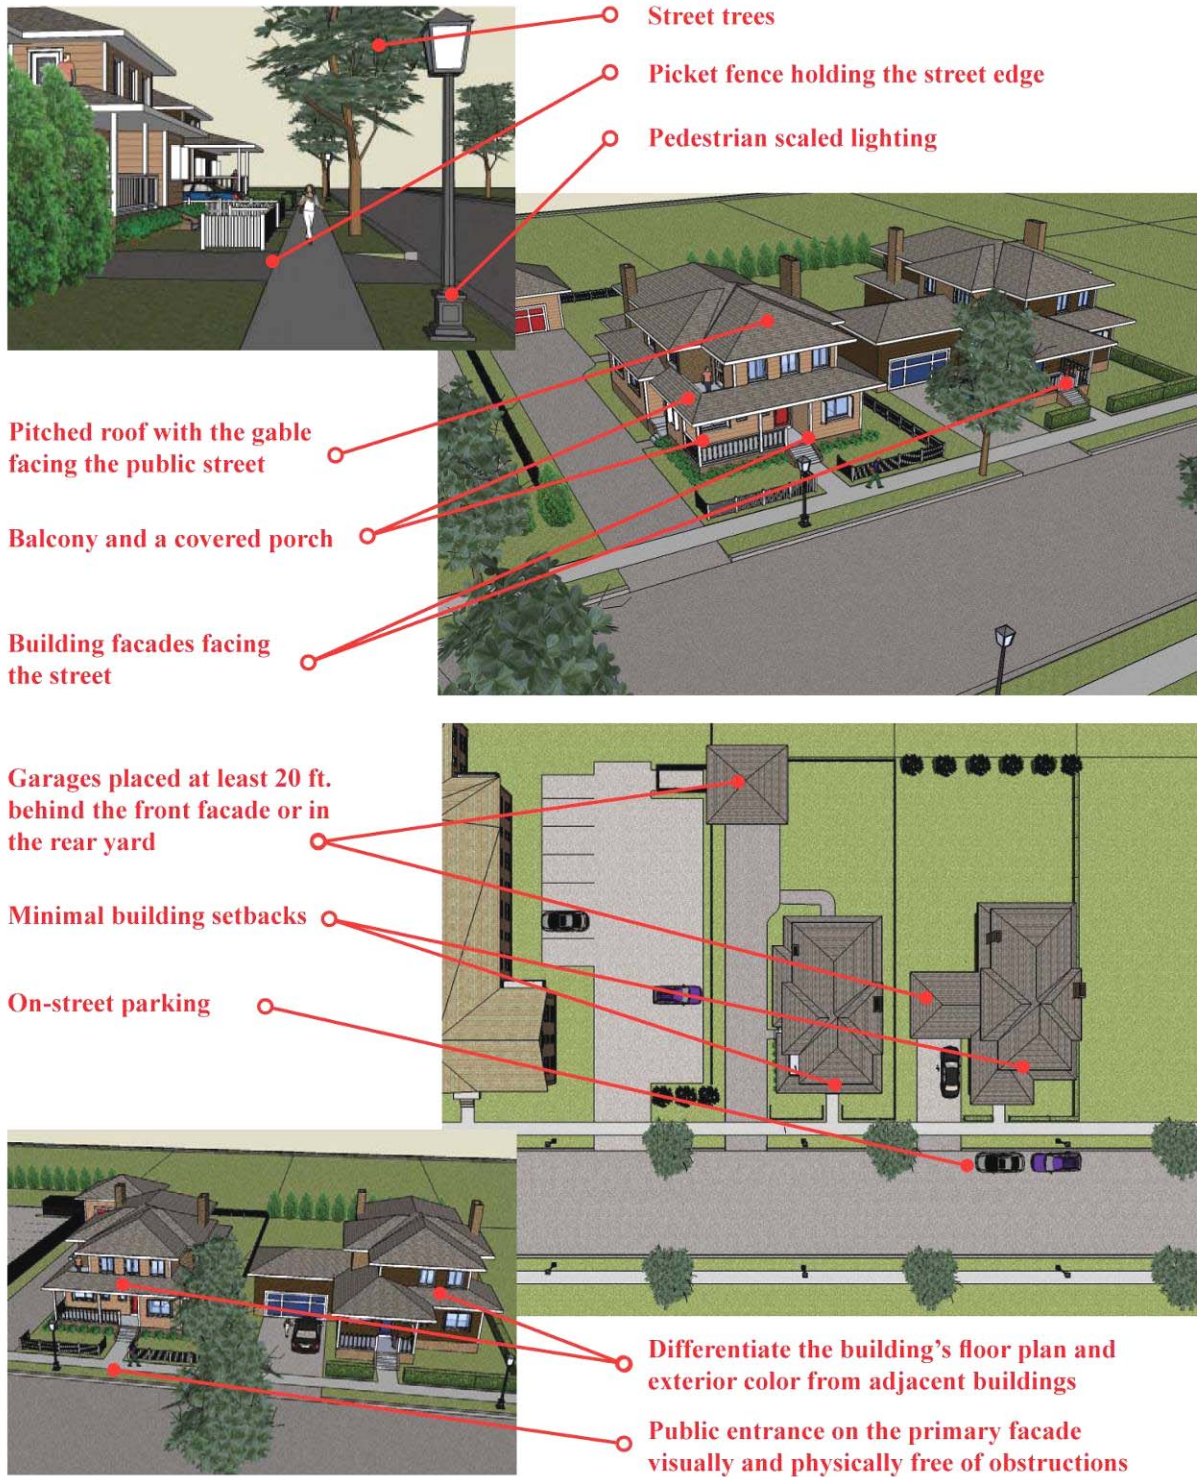 Street trees
Picket fence holding the street edge
Pedestrian scaled lighting
Pitched roof with the gable
facing the public street
Balcony and a covered porch
Building facades facing
the street
Garages placed at least 20 ft.
behind the front facade or in
the rear yard
Minimal building setbacks
On-street parking
Differentiate the building’s floor plan and
exterior color from adjacent buildings
Public entrance on the primary facade
visually and physically free of obstructions